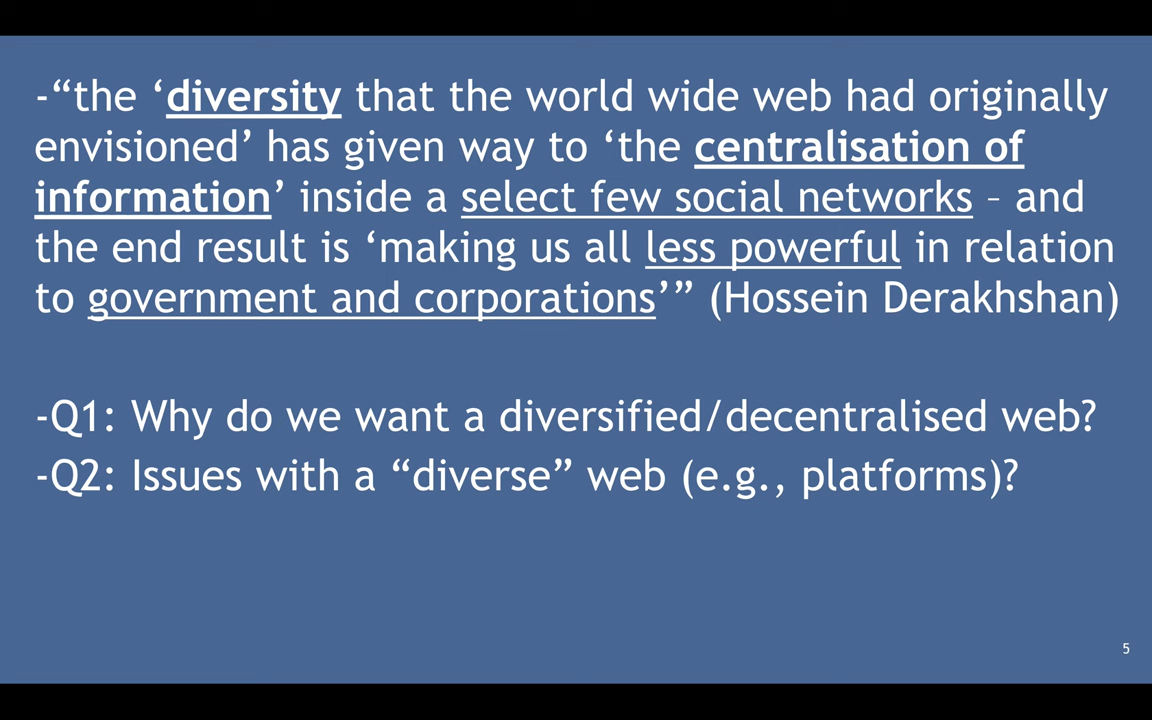 -“the ‘diversity that the world wide web had originally
envisioned’ has given way to ‘the centralisation of
information’ inside a select few social networks – and
the end result is ‘making us all less powerful in relation
to government and corporations’” (Hossein Derakhshan)
-Q1: Why do we want a diversified/decentralised web?
-Q2: Issues with a “diverse” web (e.g., platforms)?
5